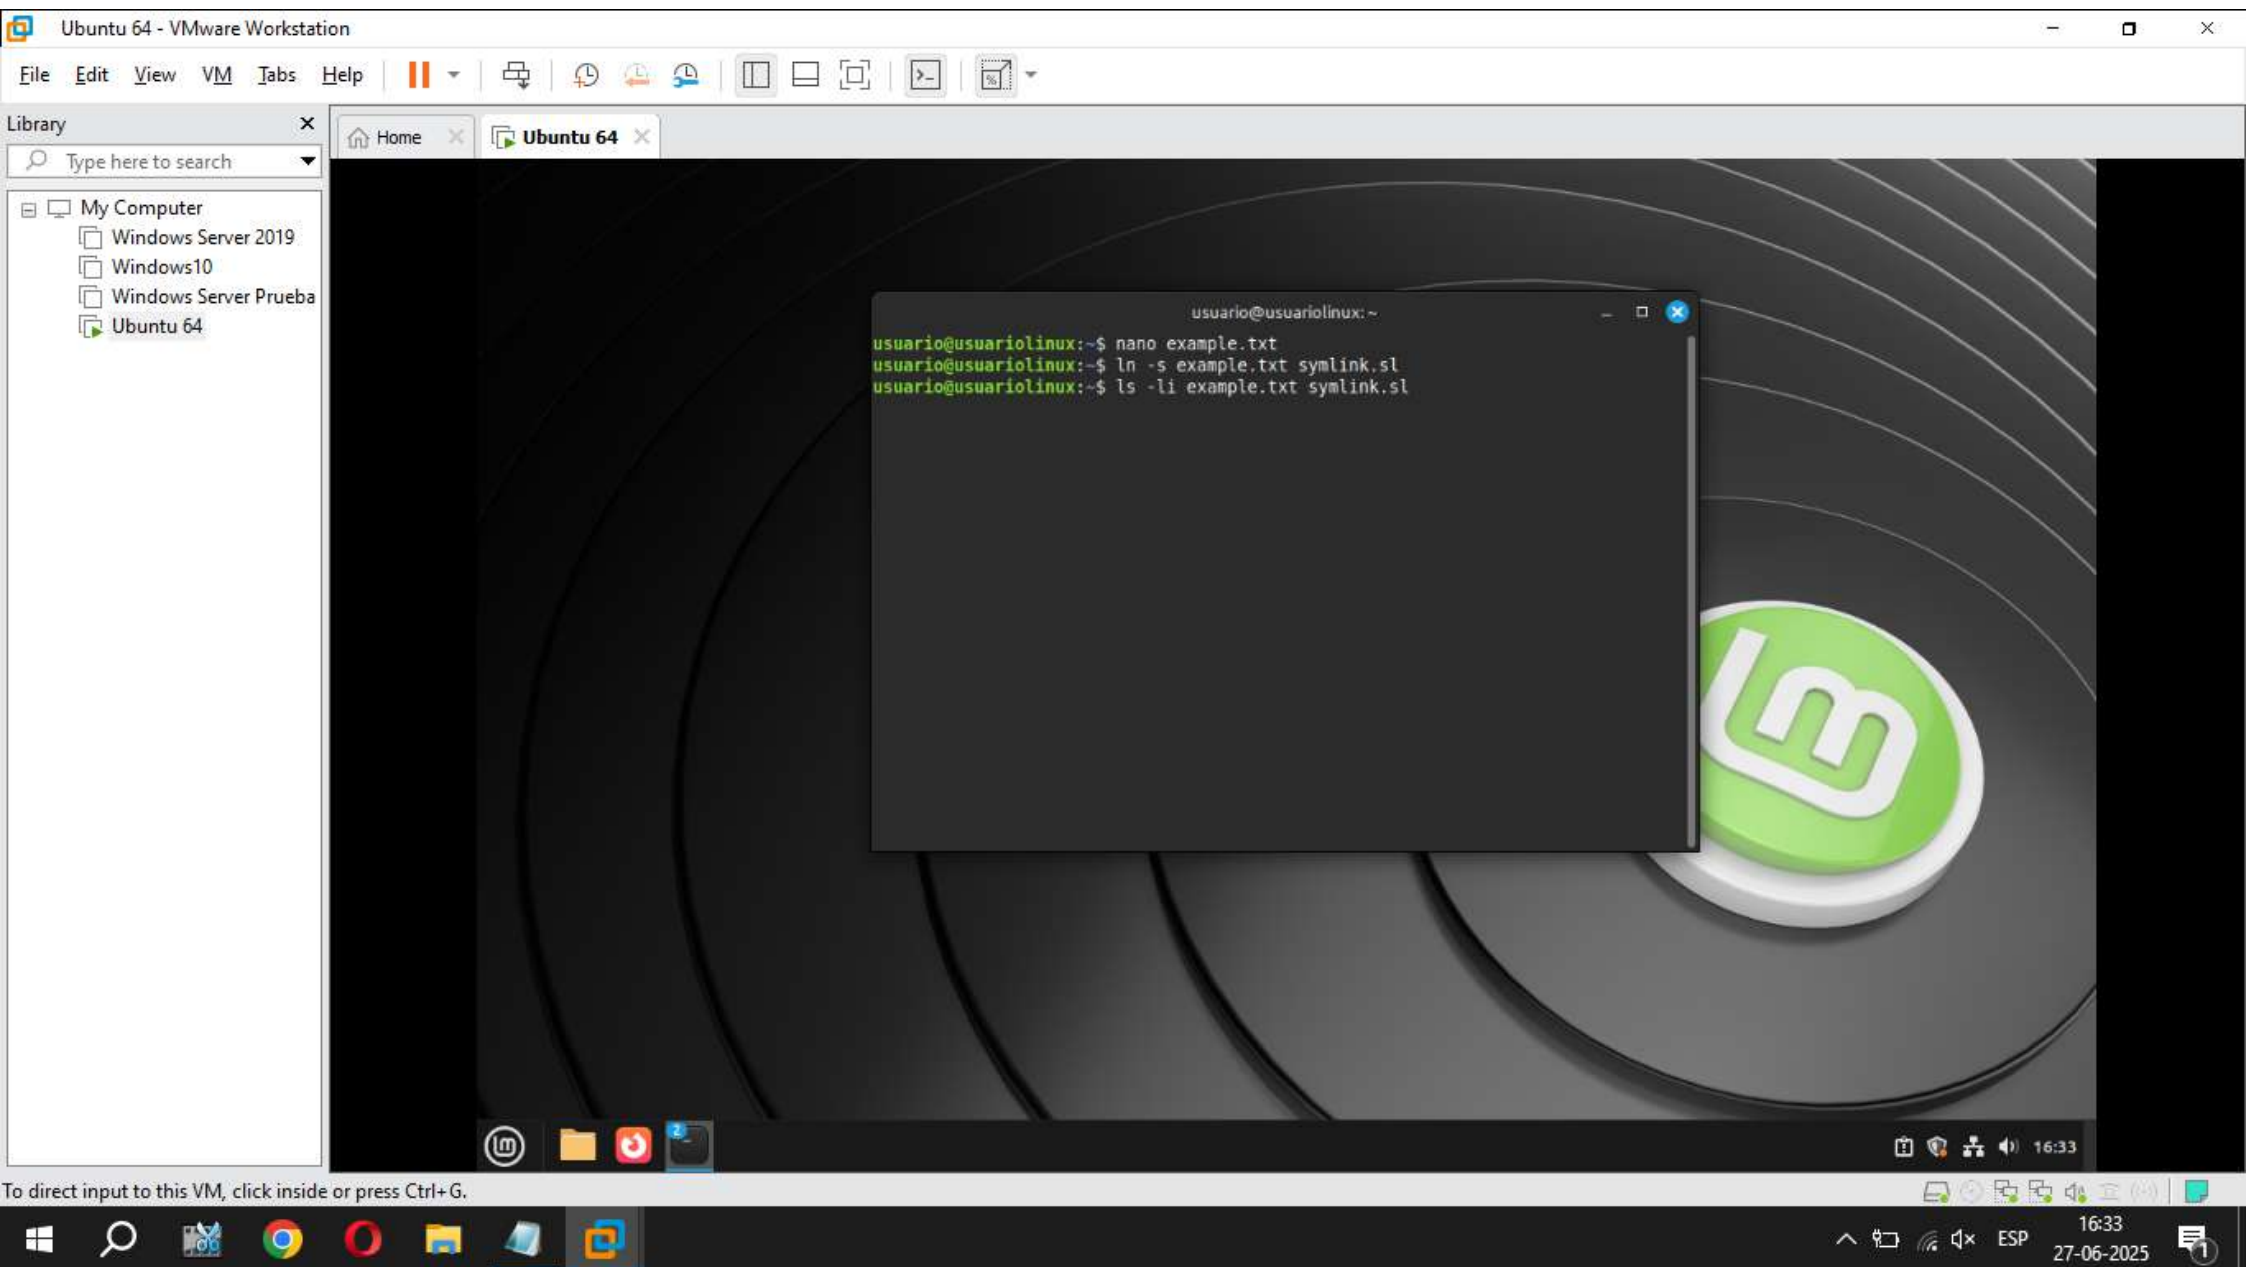 Ubuntu 64 - VMware Workstation
File Edit View VM Tabs Help
Library
Home
Ubuntu 64
Type here to search
My Computer
Windows Server 2019
Windows10
Windows Server Prueba
Ubuntu 64
usuario@usuariolinux: ~
usuario@usuariolinux:~$ nano example.txt
usuario@usuariolinux:~$ ln -s example.txt symlink.sl
usuario@usuariolinux:~$ ls -li example.txt symlink.sl
2
16:33
To direct input to this VM, click inside or press Ctrl+G.
ESP
16:33
27-06-2025
1